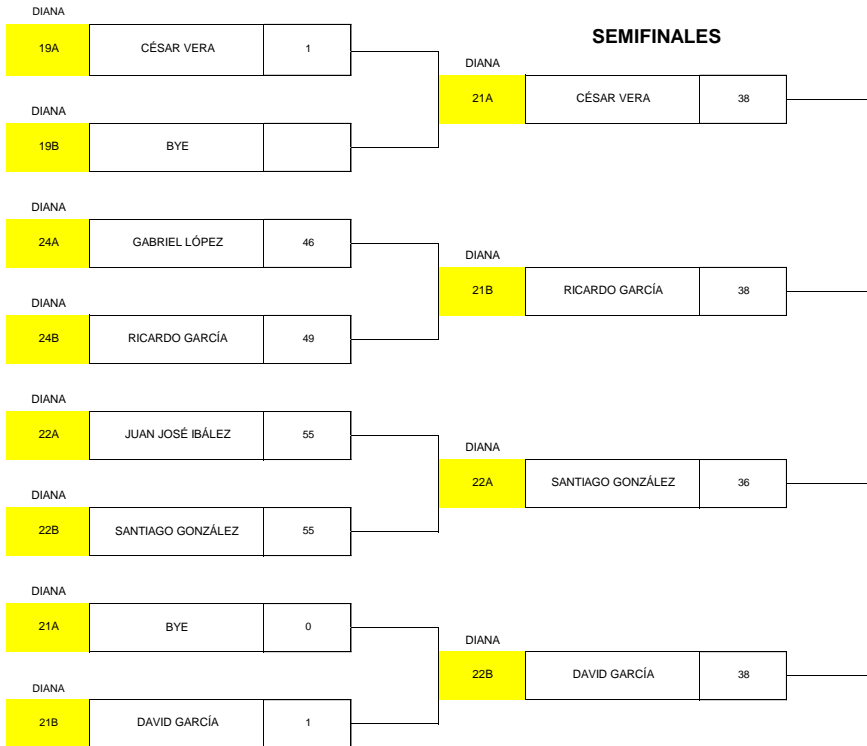 DIANA
19A CÉSAR VERA 1
DIANA
19B BYE
DIANA
24A GABRIEL LÓPEZ 46
DIANA
24B RICARDO GARCÍA 49
DIANA
22A JUAN JOSÉ IBÁLEZ 55
DIANA
22B SANTIAGO GONZÁLEZ 55
DIANA
21A BYE 0
DIANA
21B DAVID GARCÍA 1
SEMIFINALES
DIANA
21A CÉSAR VERA 38
DIANA
21B RICARDO GARCÍA 38
DIANA
22A SANTIAGO GONZÁLEZ 36
DIANA
22B DAVID GARCÍA 38